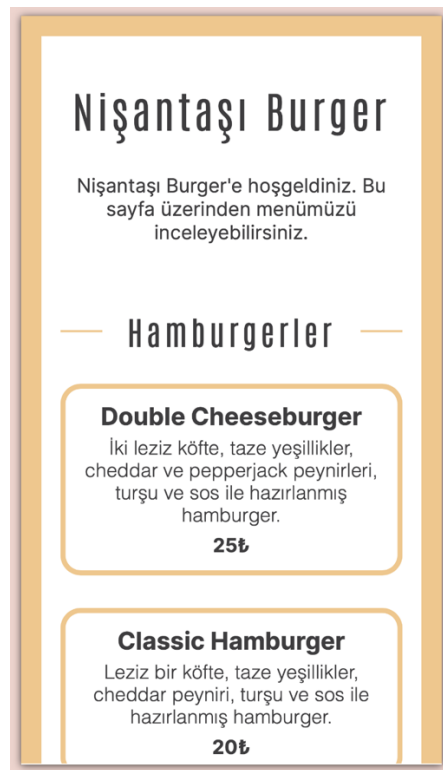 Nişantaşı Burger
Nişantaşı Burger'e hoşgeldiniz. Bu
sayfa üzerinden menümüzü
inceleyebilirsiniz.
Hamburgerler
Double Cheeseburger
İki leziz köfte, taze yeşillikler,
cheddar ve pepperjack peynirleri,
turşu ve sos ile hazırlanmış
hamburger.
25₺
Classic Hamburger
Leziz bir köfte, taze yeşillikler,
cheddar peyniri, turşu ve sos ile
hazırlanmış hamburger.
20₺